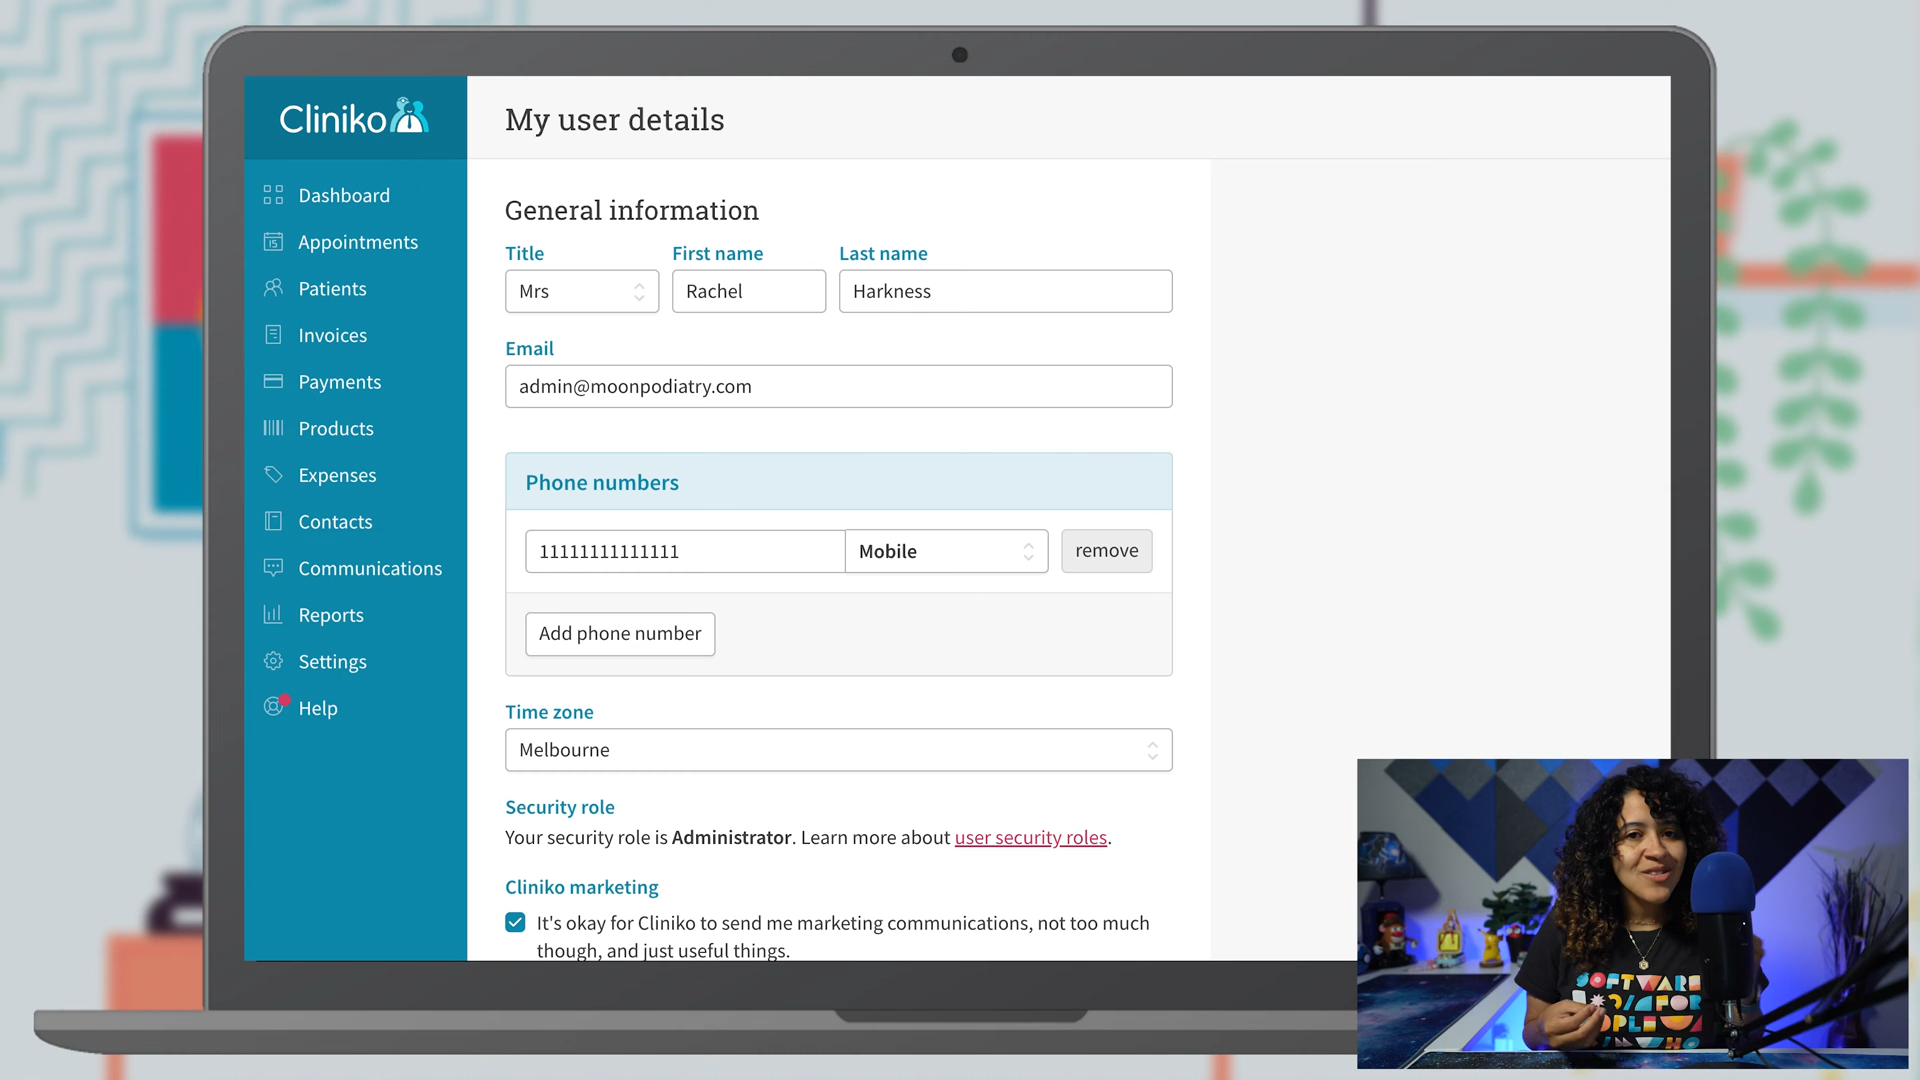 Cliniko
My user details
Dashboard
Appointments
Patients
Invoices
Payments
Products
Expenses
Contacts
Communications
Reports
Settings
Help
General information
Title First name Last name
Mrs Rachel Harkness
Email
admin@moonpodiatry.com
Phone numbers
11111111111111 Mobile remove
Add phone number
Time zone
Melbourne
Security role
Your security role is Administrator. Learn more about user security roles.
Cliniko marketing
It's okay for Cliniko to send me marketing communications, not too much
though, and just useful things.
SOFTWARE
FOR